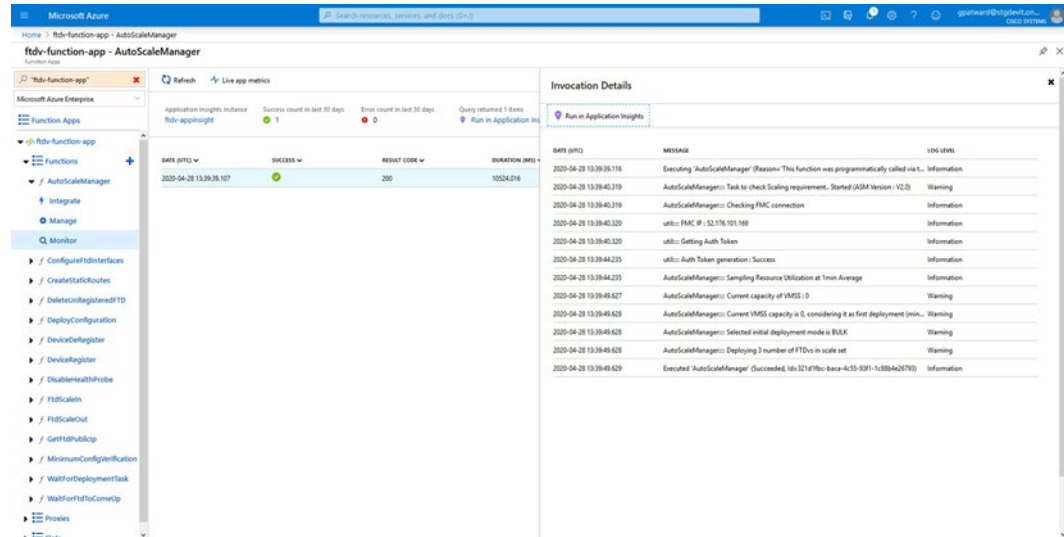 Microsoft Azure
Search resources, services, and docs (G+/)
gpatward@stgdevit.on...
CISCO SYSTEMS
Home > ftdv-function-app - AutoScaleManager
ftdv-function-app - AutoScaleManager
Function Apps
"ftdv-function-app"
Microsoft Azure Enterprise
Function Apps
ftdv-function-app
Functions
AutoScaleManager
Integrate
Manage
Monitor
ConfigureFtdInterfaces
CreateStaticRoutes
DeleteUnRegisteredFTD
DeployConfiguration
DeviceDeRegister
DeviceRegister
DisableHealthProbe
FtdScaleIn
FtdScaleOut
GetFtdPublicIp
MinimumConfigVerification
WaitForDeploymentTask
WaitForFtdToComeUp
Proxies
Refresh Live app metrics
Application Insights Instance Success count in last 30 days Error count in last 30 days Query returned 1 items
ftdv-appinsight 1 0 Run in Application Ins
DATE (UTC) SUCCESS RESULT CODE DURATION (MS)
2020-04-28 13:39:39.107 200 10524.016
Invocation Details
Run in Application Insights
DATE (UTC) MESSAGE LOG LEVEL
2020-04-28 13:39:39.116 Executing 'AutoScaleManager' (Reason='This function was programmatically called via t... Information
2020-04-28 13:39:40.319 AutoScaleManager::: Task to check Scaling requirement.. Started (ASM Version : V2.0) Warning
2020-04-28 13:39:40.319 AutoScaleManager::: Checking FMC connection Information
2020-04-28 13:39:40.320 util::: FMC IP : 52.176.101.169 Information
2020-04-28 13:39:40.320 util::: Getting Auth Token Information
2020-04-28 13:39:44.235 util::: Auth Token generation : Success Information
2020-04-28 13:39:44.235 AutoScaleManager::: Sampling Resource Utilization at 1min Average Information
2020-04-28 13:39:49.627 AutoScaleManager::: Current capacity of VMSS : 0 Warning
2020-04-28 13:39:49.628 AutoScaleManager::: Current VMSS capacity is 0, considering it as first deployment (min... Warning
2020-04-28 13:39:49.628 AutoScaleManager::: Selected initial deployment mode is BULK Warning
2020-04-28 13:39:49.628 AutoScaleManager::: Deploying 3 number of FTDvs in scale set Warning
2020-04-28 13:39:49.629 Executed 'AutoScaleManager' (Succeeded, Id=321d1fbc-baca-4c55-93f1-1c88b4e26793) Information